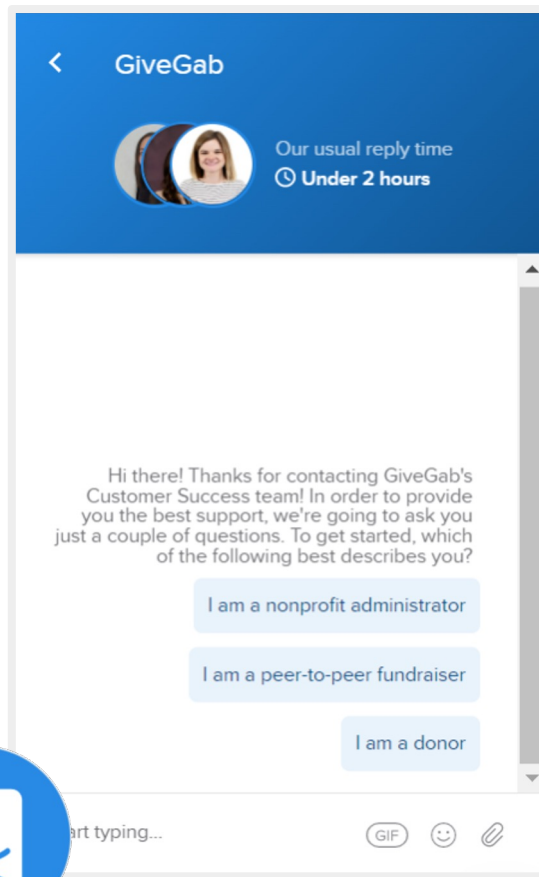 GiveGab
Our usual reply time
Under 2 hours
Hi there! Thanks for contacting GiveGab's
Customer Success team! In order to provide
you the best support, we're going to ask you
just a couple of questions. To get started, which
of the following best describes you?
I am a nonprofit administrator
I am a peer-to-peer fundraiser
I am a donor
art typing...
GIF